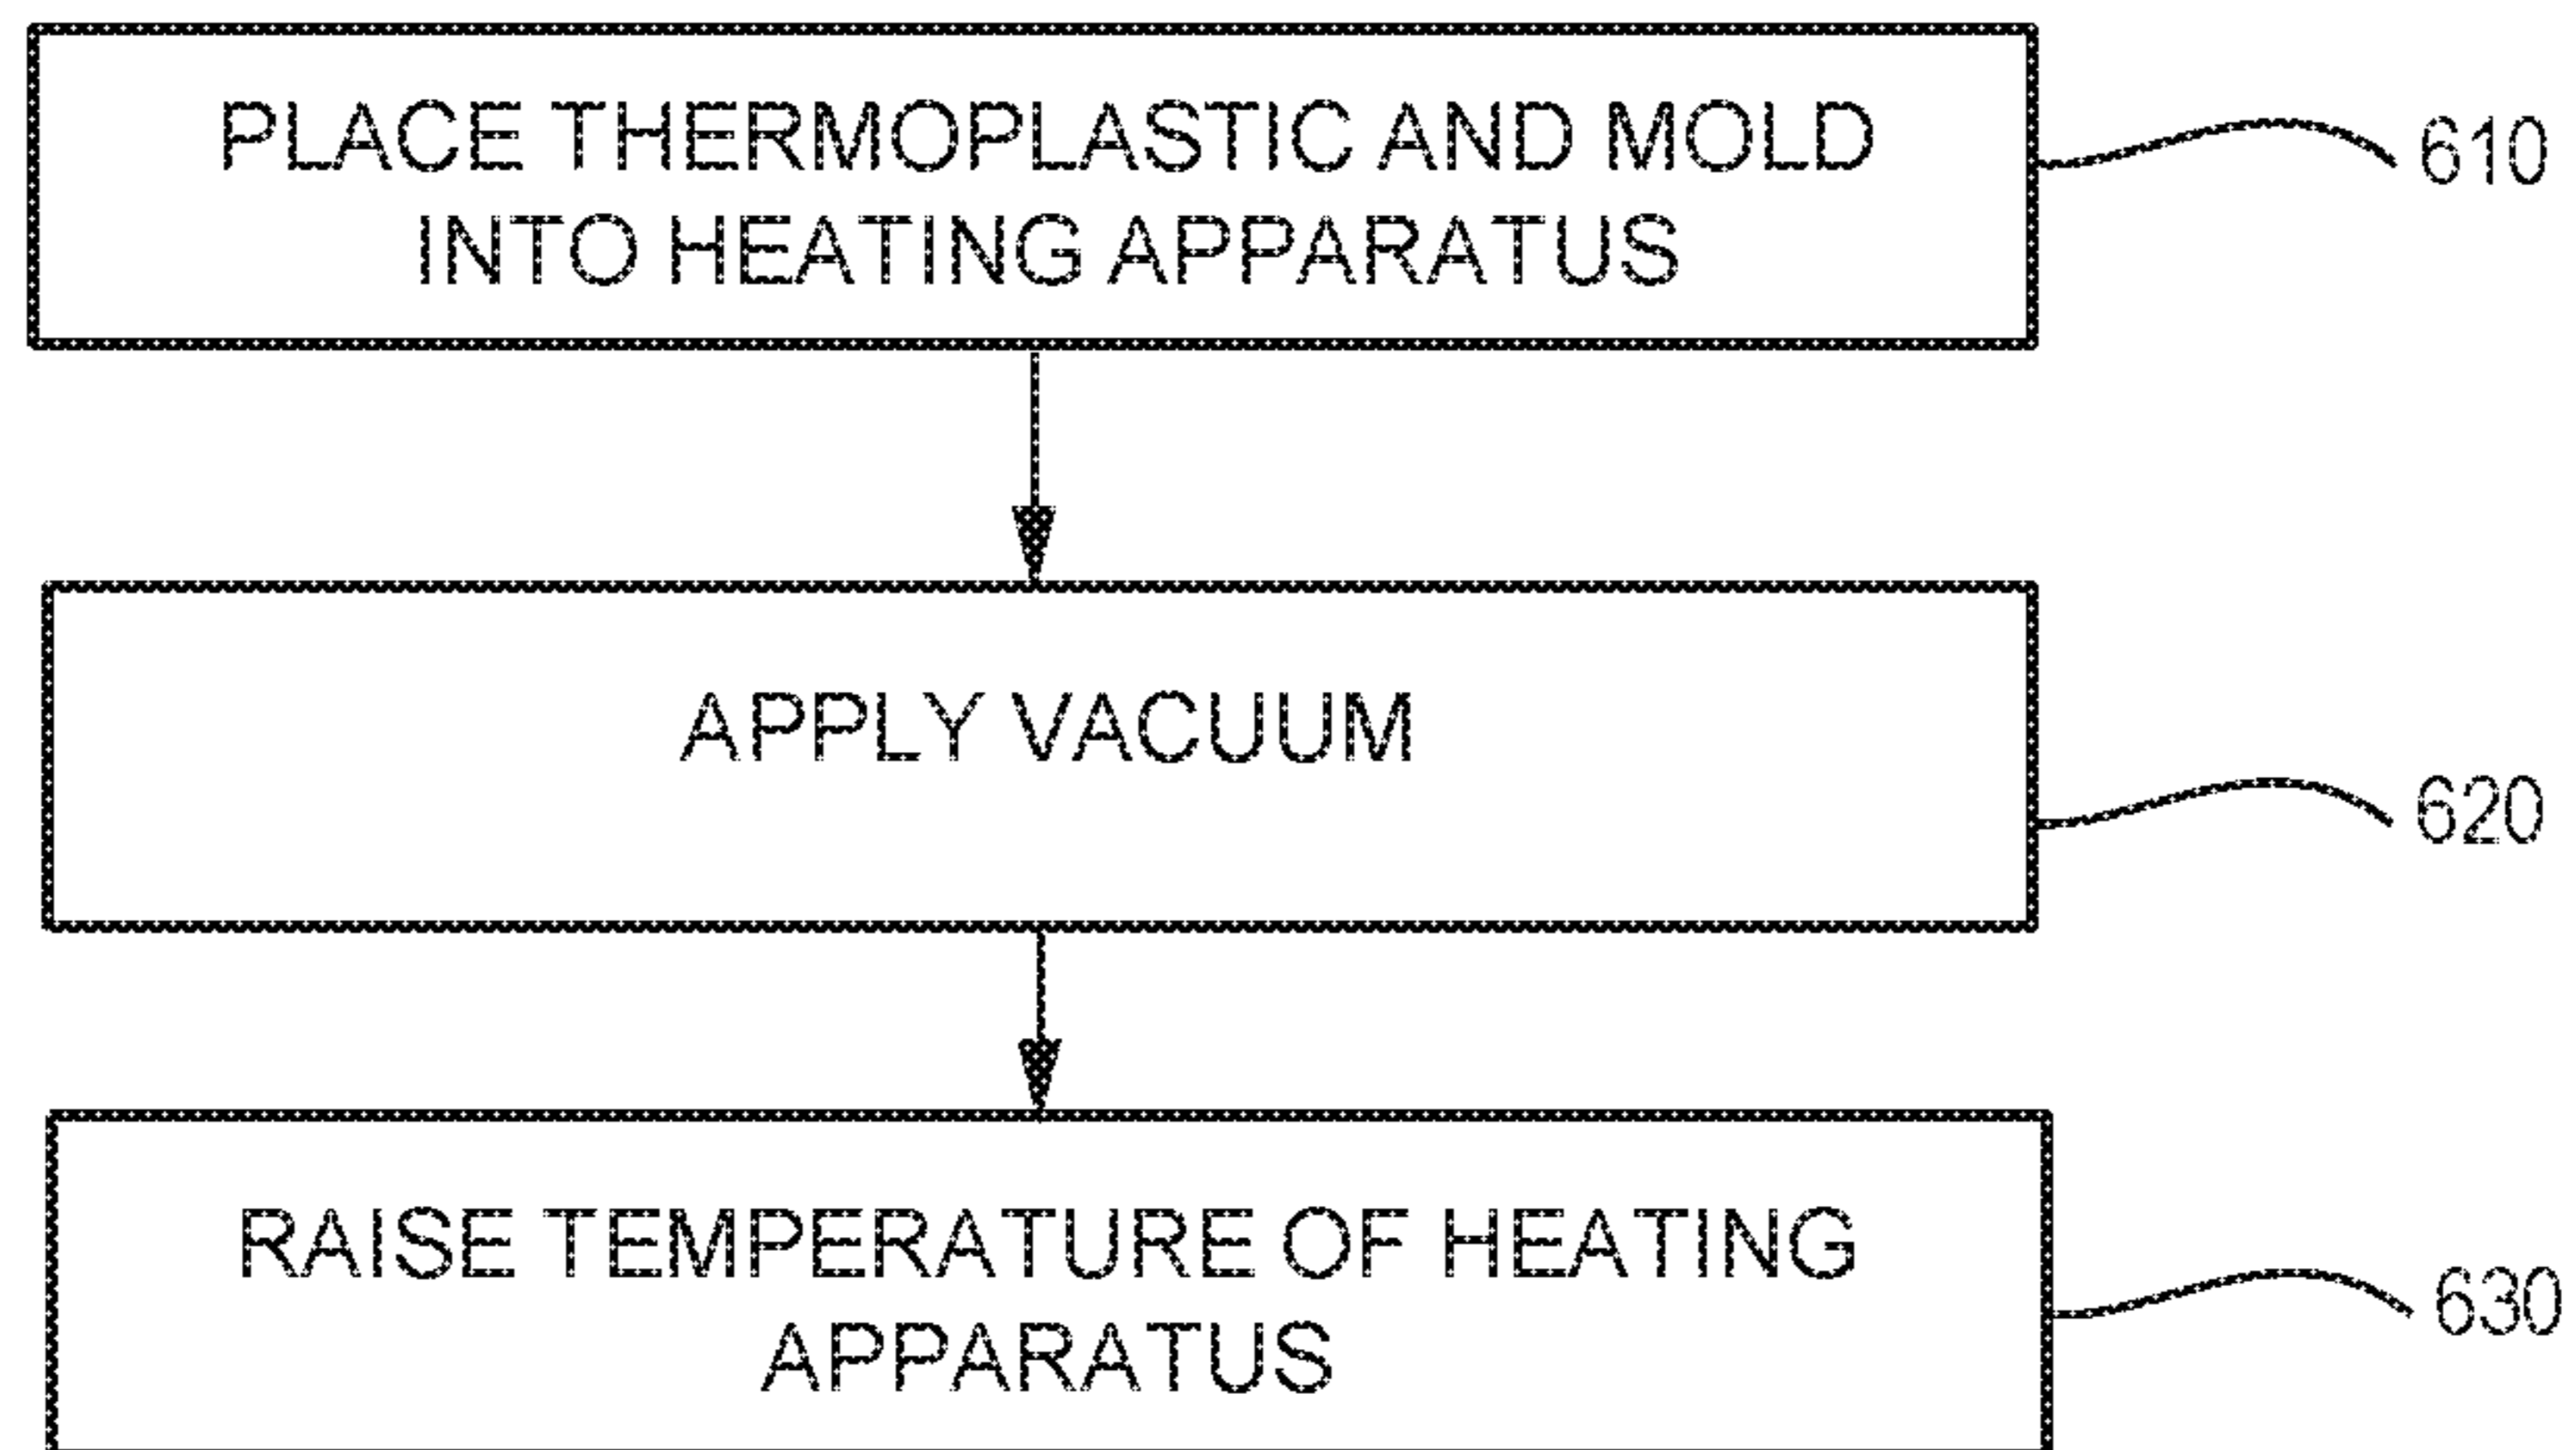 PLACE THERMOPLASTIC AND MOLD
INTO HEATING APPARATUS
610
APPLY VACUUM
620
RAISE TEMPERATURE OF HEATING
APPARATUS
630